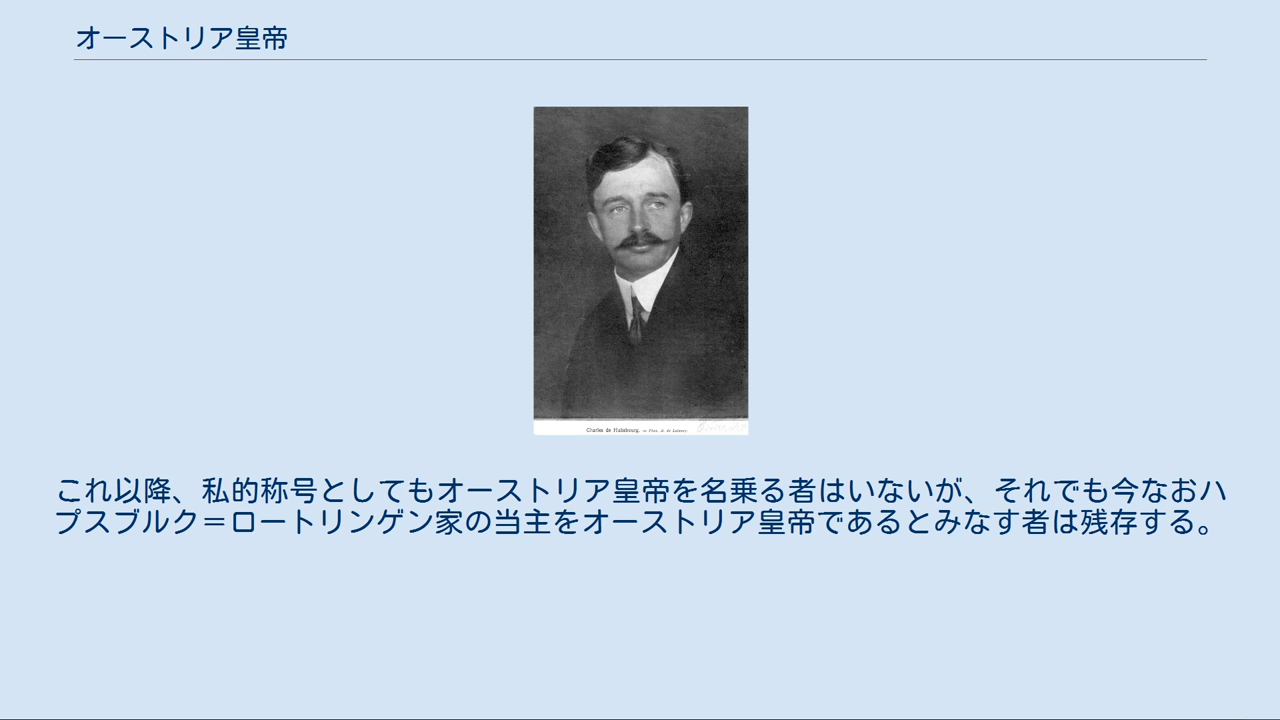 オーストリア皇帝
Charles de Habsbourg.
これ以降、私的称号としてもオーストリア皇帝を名乗る者はいないが、それでも今なおハ
プスブルク＝ロートリンゲン家の当主をオーストリア皇帝であるとみなす者は残存する。